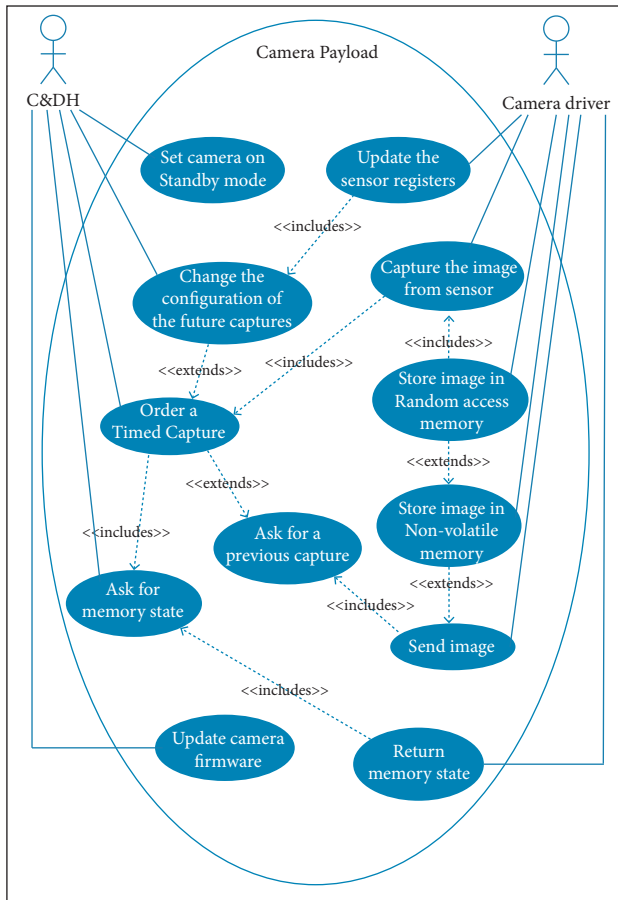 Camera Payload
C&DH
Camera driver
Set camera on
Standby mode
Update the
sensor registers
<<includes>>
Change the
configuration of
the future captures
Capture the image
from sensor
<<includes>>
<<extends>>
<<includes>>
Store image in
Random access
memory
Order a
Timed Capture
<<extends>>
<<extends>>
Store image in
Non-volatile
memory
<<includes>>
Ask for a
previous capture
<<extends>>
Ask for
memory state
<<includes>>
Send image
<<includes>>
Update camera
firmware
Return
memory state